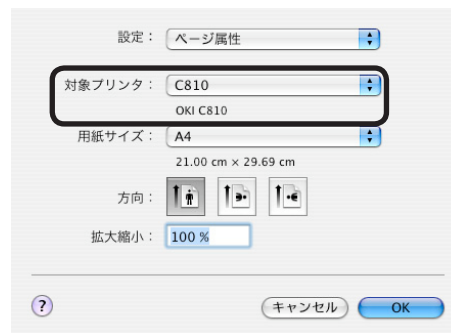 設定： ページ属性
対象プリンタ： C810
OKI C810
用紙サイズ： A4
21.00 cm × 29.69 cm
方向：
拡大縮小： 100 %
? キャンセル OK